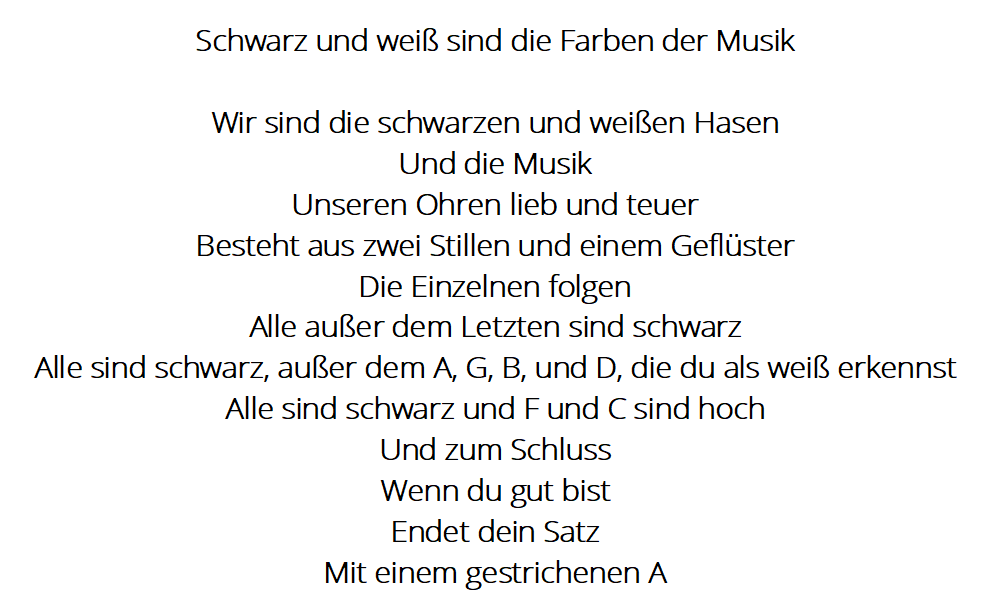 Schwarz und weiß sind die Farben der Musik
Wir sind die schwarzen und weißen Hasen
Und die Musik
Unseren Ohren lieb und teuer
Besteht aus zwei Stillen und einem Geflüster
Die Einzelnen folgen
Alle außer dem Letzten sind schwarz
Alle sind schwarz, außer dem A, G, B, und D, die du als weiß erkennst
Alle sind schwarz und F und C sind hoch
Und zum Schluss
Wenn du gut bist
Endet dein Satz
Mit einem gestrichenen A